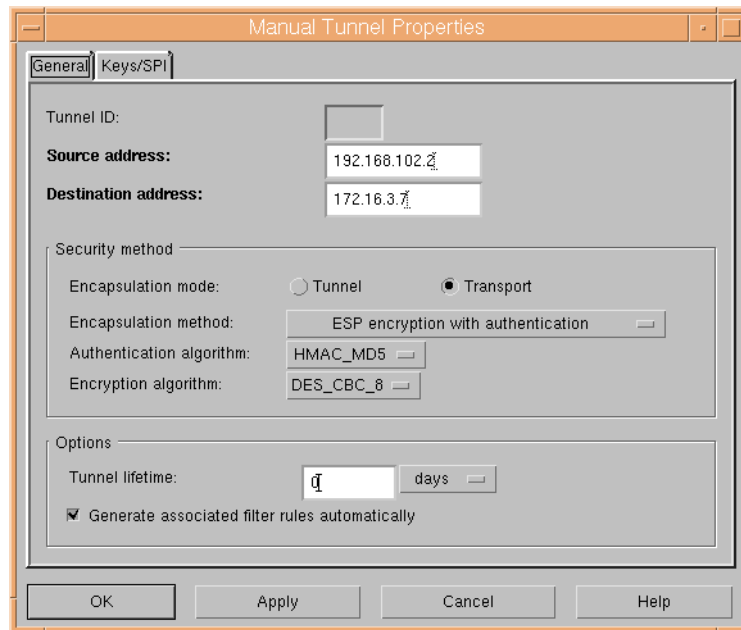 Manual Tunnel Properties
General Keys/SPI
Tunnel ID:
Source address: 192.168.102.2
Destination address: 172.16.3.7
Security method
Encapsulation mode: Tunnel Transport
Encapsulation method: ESP encryption with authentication
Authentication algorithm: HMAC_MD5
Encryption algorithm: DES_CBC_8
Options
Tunnel lifetime: 0 days
Generate associated filter rules automatically
OK Apply Cancel Help